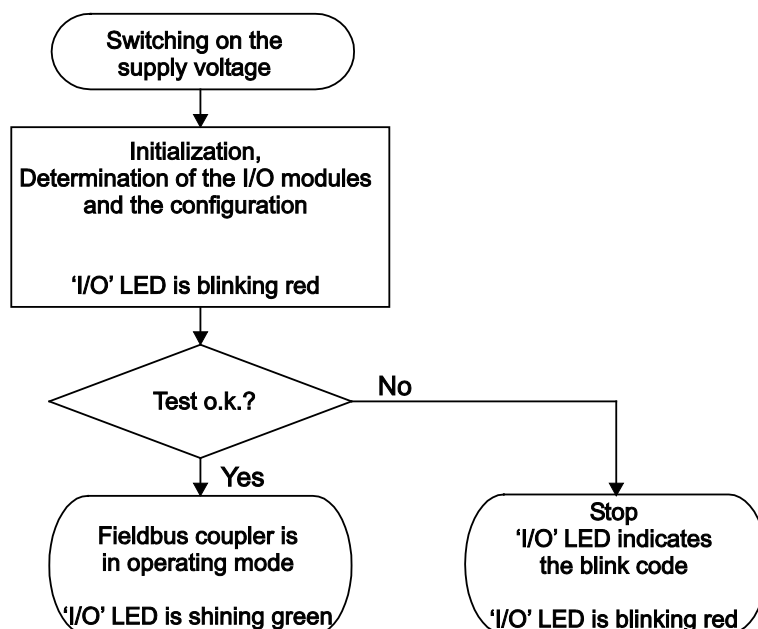 Switching on the
supply voltage
Initialization,
Determination of the I/O modules
and the configuration
‘I/O’ LED is blinking red
Test o.k.?
No
Yes
Fieldbus coupler is
in operating mode
‘I/O’ LED is shining green
Stop
‘I/O’ LED indicates
the blink code
‘I/O’ LED is blinking red